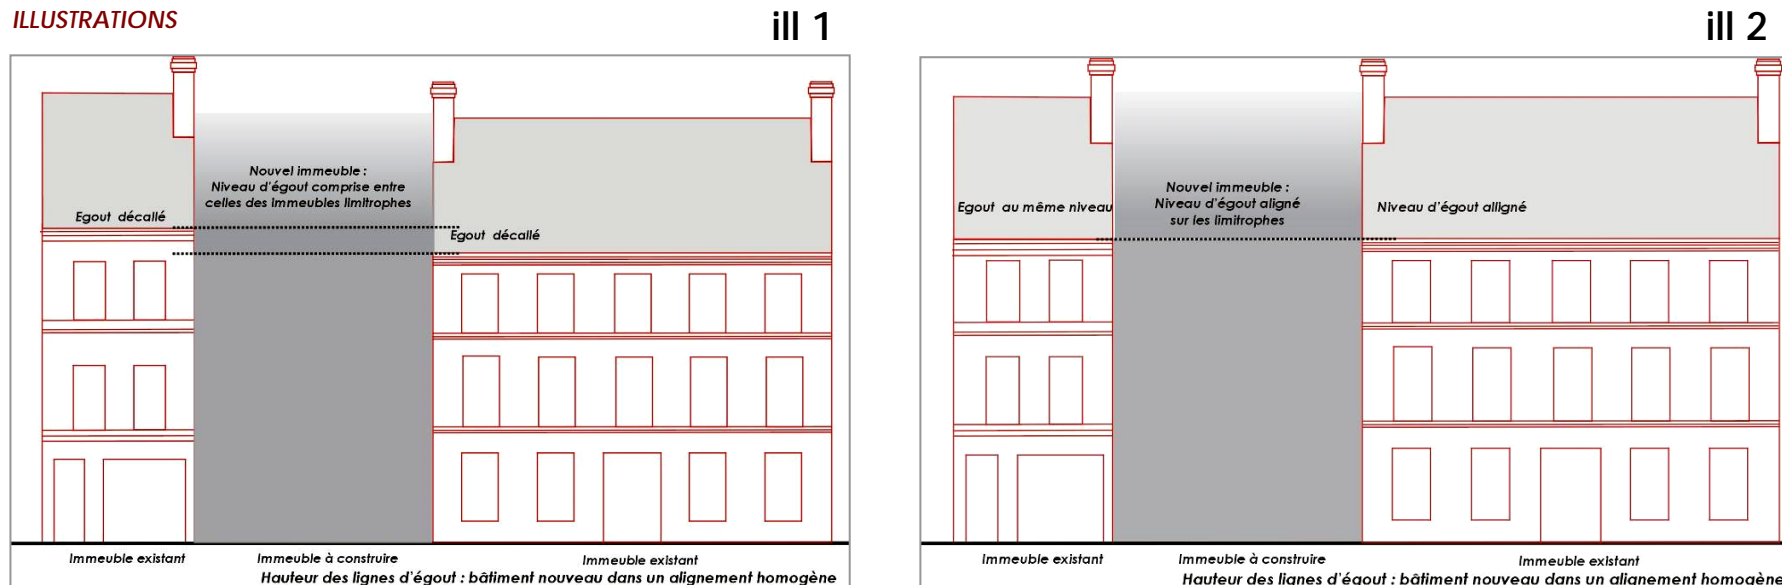 ILLUSTRATIONS
ill 1
Nouvel immeuble :
Niveau d'égout comprise entre
celles des immeubles limitrophes
Egout décallé
Egout décallé
Immeuble existant
Immeuble à construire
Immeuble existant
Hauteur des lignes d'égout : bâtiment nouveau dans un alignement homogène
ill 2
Nouvel immeuble :
Niveau d'égout aligné
sur les limitrophes
Egout au même niveau
Niveau d'égout alligné
Immeuble existant
Immeuble à construire
Immeuble existant
Hauteur des lignes d'égout : bâtiment nouveau dans un alignement homogène